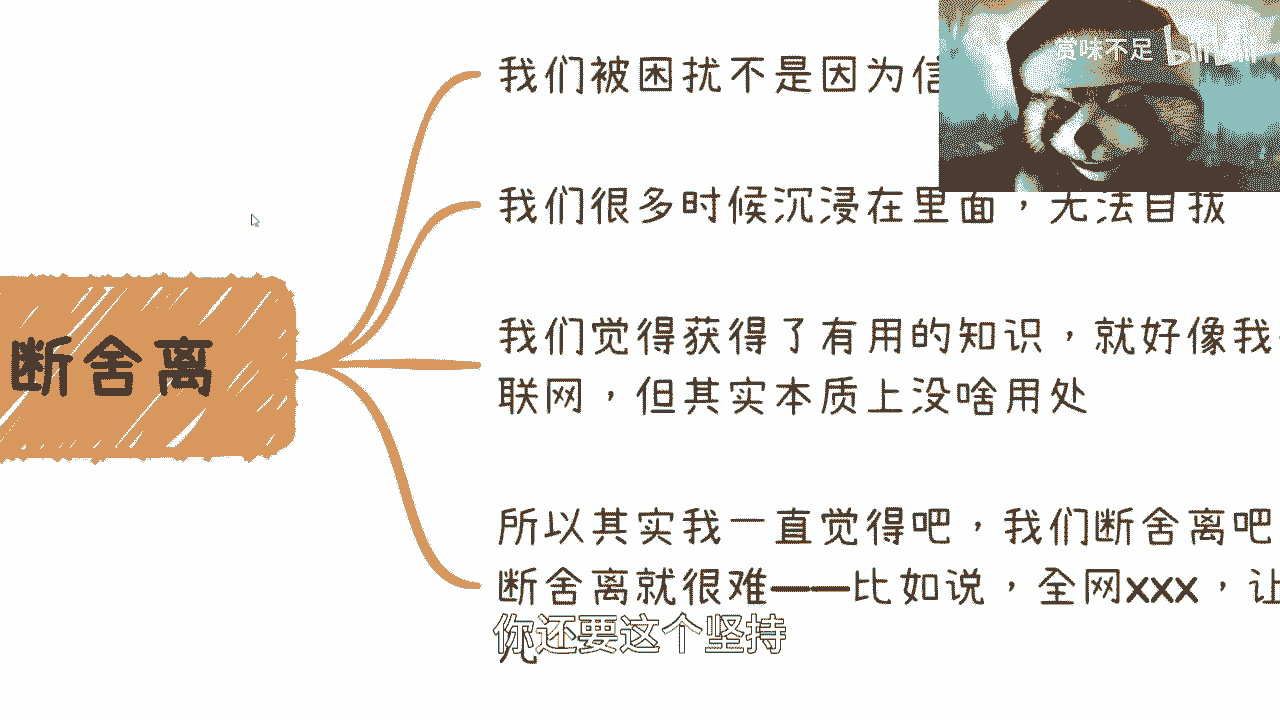 我们被困扰不是因为信
赏味不足 bilibili
我们很多时候沉浸在里面，无法自拔
断舍离
我们觉得获得了有用的知识，就好像我
联网，但其实本质上没啥用处
所以其实我一直觉得吧，我们断舍离吧
断舍离就很难——比如说，全网xxx，让
你还要这个坚持